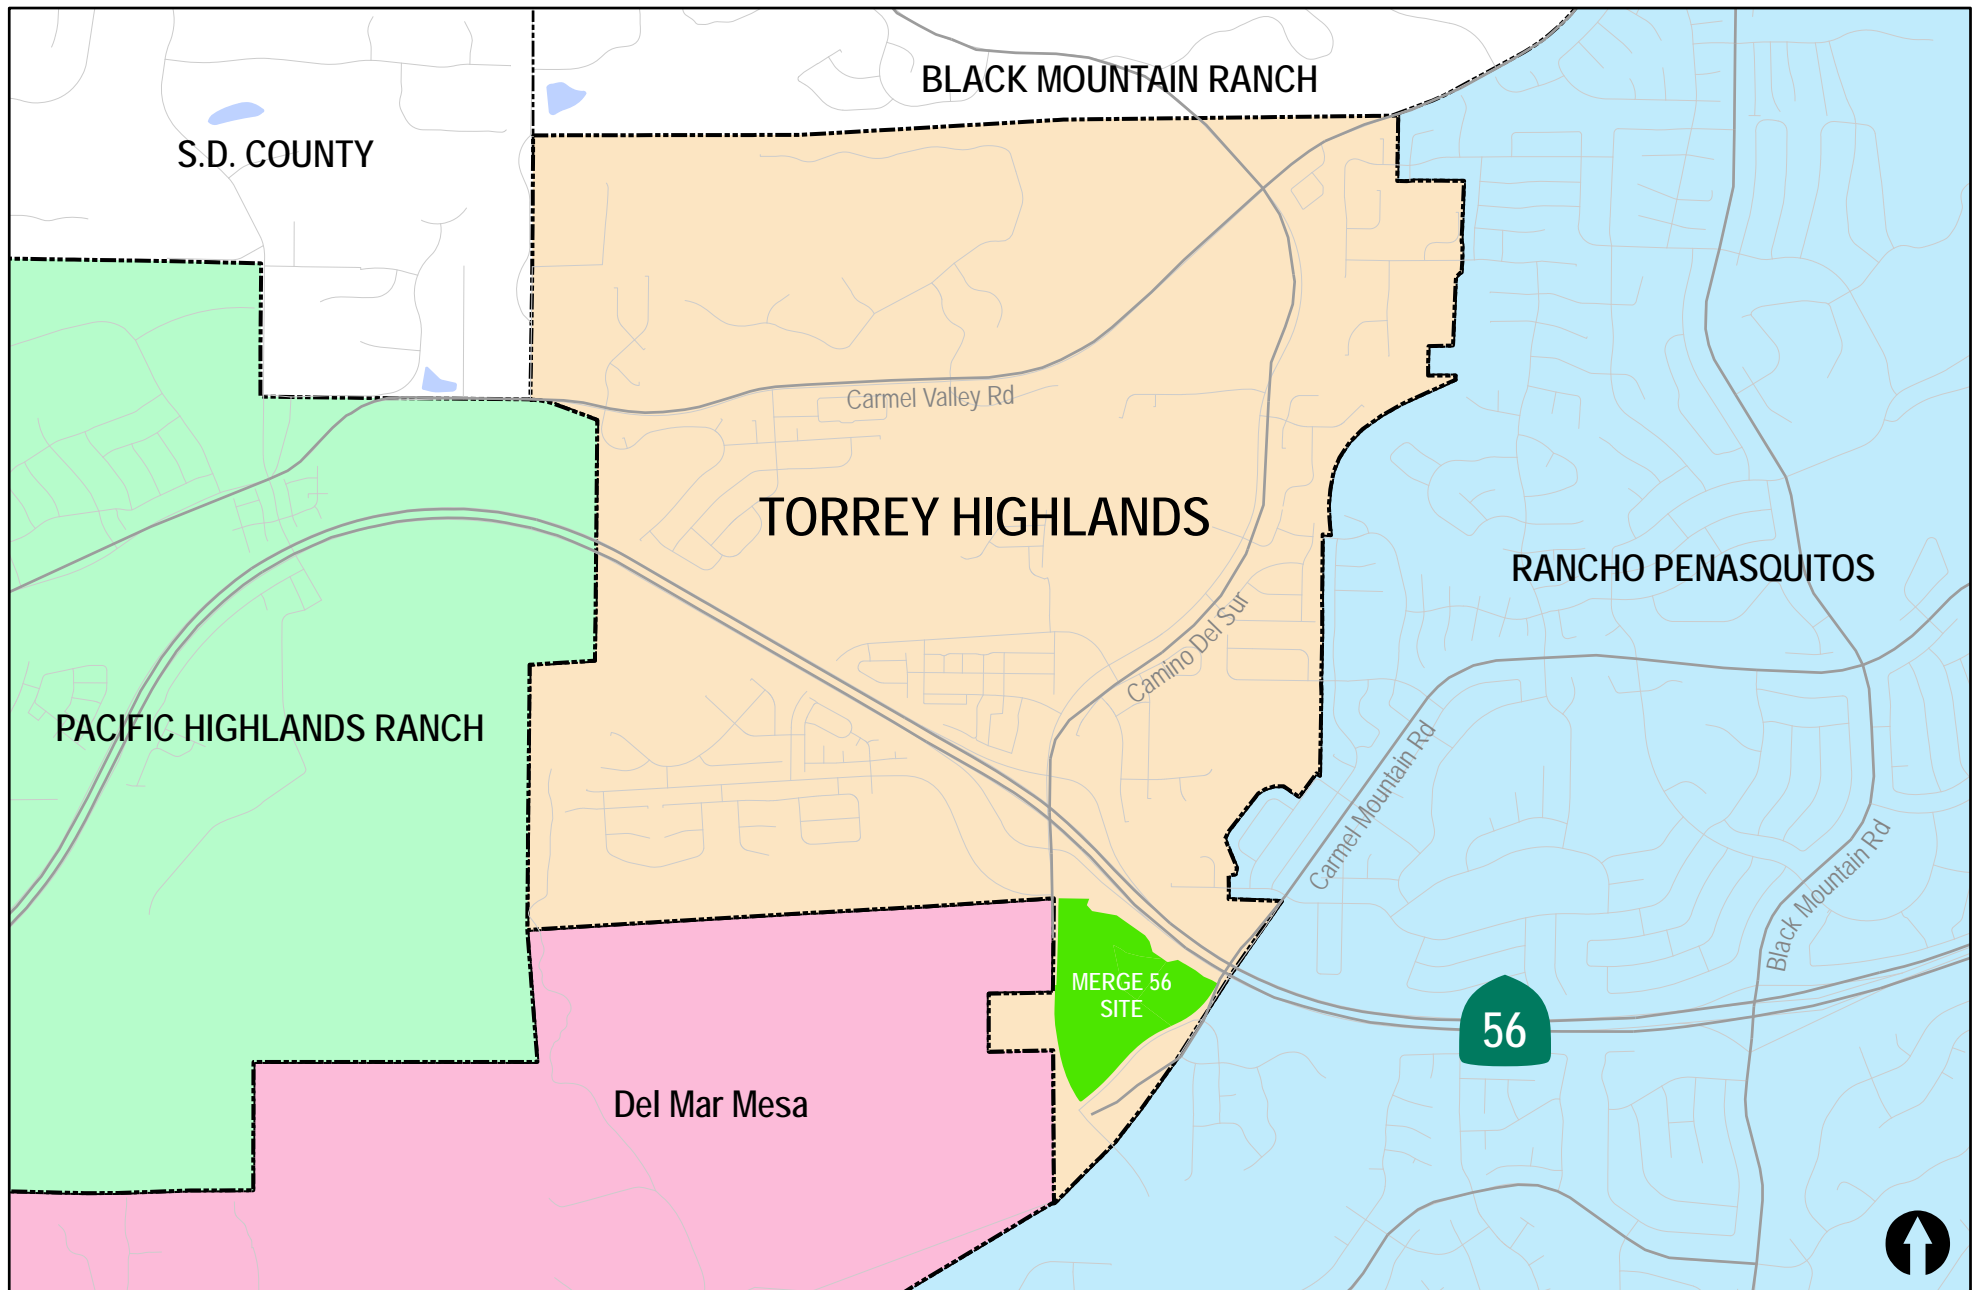 BLACK MOUNTAIN RANCH
S.D. COUNTY
Carmel Valley Rd
TORREY HIGHLANDS
RANCHO PENASQUITOS
Camino Del Sur
PACIFIC HIGHLANDS RANCH
Carmel Mountain Rd
Black Mountain Rd
MERGE 56
SITE
56
Del Mar Mesa